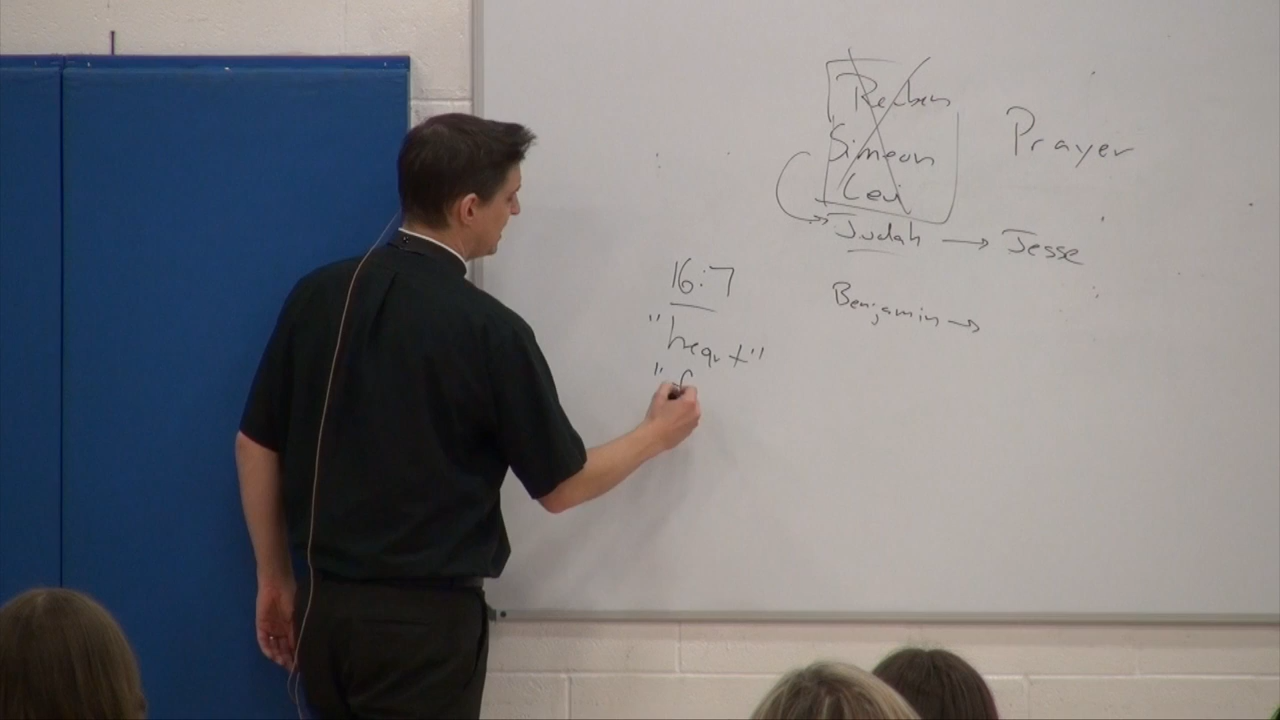 Reuben
Simeon
Levi
Judah → Jesse
Benjamin →
Prayer
16:7
"heart"
"f